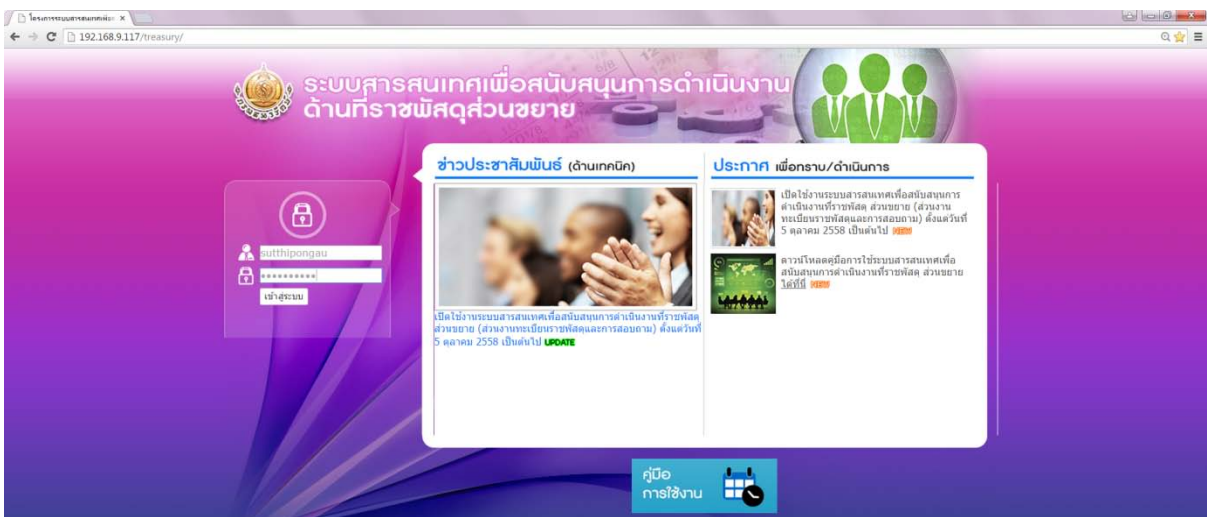 โครงการระบบสารสนเทศเพื่อ
192.168.9.117/treasury/
ระบบสารสนเทศเพื่อสนับสนุนการดำเนินงาน
ด้านที่ราชพัสดุส่วนขยาย
sutthipongau
เข้าสู่ระบบ
ข่าวประชาสัมพันธ์ (ด้านเทคนิค)
เปิดใช้งานระบบสารสนเทศเพื่อสนับสนุนการดำเนินงานที่ราชพัสดุ
ส่วนขยาย (ส่วนงานทะเบียนราชพัสดุและการสอบถาม) ตั้งแต่วันที่
5 ตุลาคม 2558 เป็นต้นไป UPDATE
ประกาศ เพื่อทราบ/ดำเนินการ
เปิดใช้งานระบบสารสนเทศเพื่อสนับสนุนการ
ดำเนินงานที่ราชพัสดุ ส่วนขยาย (ส่วนงาน
ทะเบียนราชพัสดุและการสอบถาม) ตั้งแต่วันที่
5 ตุลาคม 2558 เป็นต้นไป NEW
ดาวน์โหลดคู่มือการใช้ระบบสารสนเทศเพื่อ
สนับสนุนการดำเนินงานที่ราชพัสดุ ส่วนขยาย
ได้ที่นี่ NEW
คู่มือ
การใช้งาน